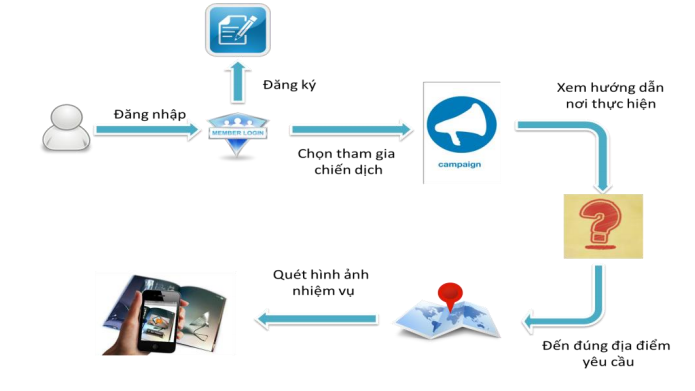 Đăng ký
Đăng nhập
MEMBER LOGIN
Chọn tham gia
chiến dịch
campaign
Xem hướng dẫn
nơi thực hiện
Đến đúng địa điểm
yêu cầu
Quét hình ảnh
nhiệm vụ